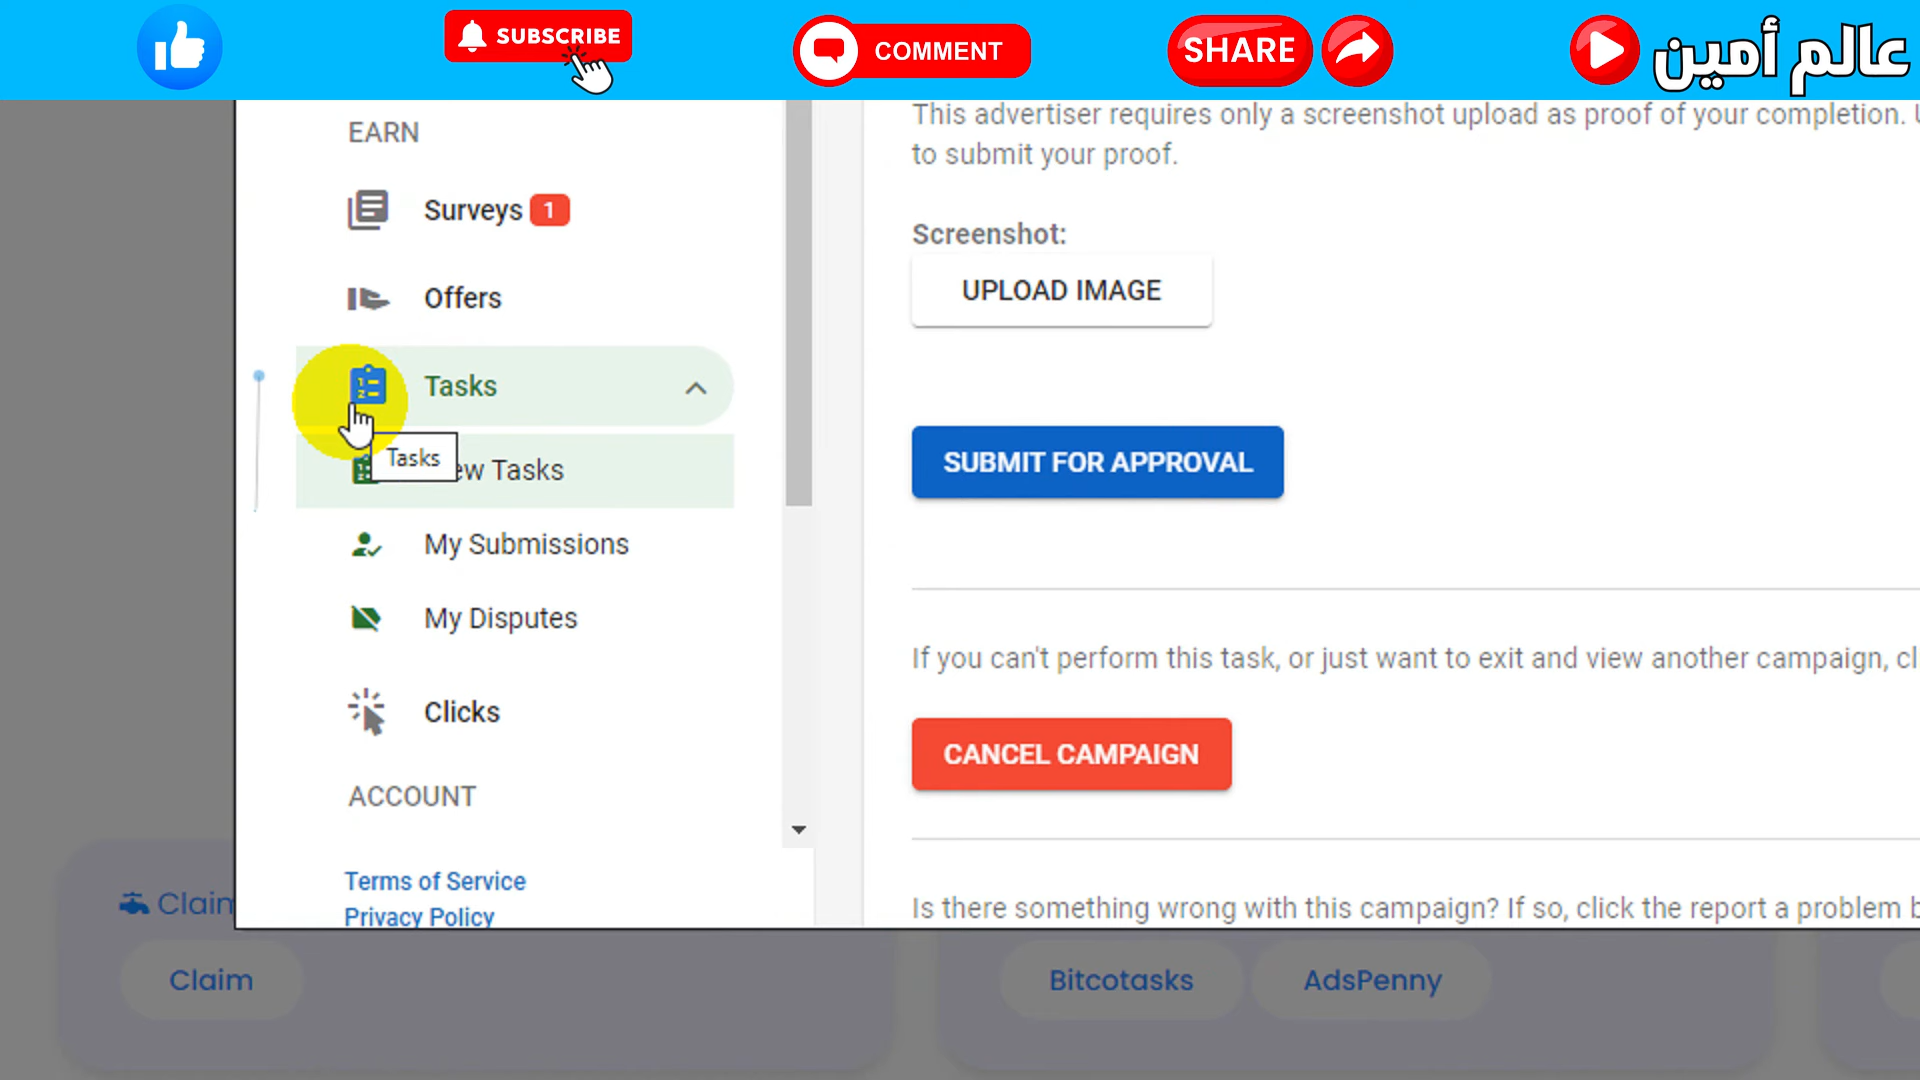 SUBSCRIBE
COMMENT
SHARE
عالم أمين
EARN
Surveys 1
Offers
Tasks
Tasks
ew Tasks
My Submissions
My Disputes
Clicks
ACCOUNT
Terms of Service
Privacy Policy
This advertiser requires only a screenshot upload as proof of your completion.
to submit your proof.
Screenshot:
UPLOAD IMAGE
SUBMIT FOR APPROVAL
If you can't perform this task, or just want to exit and view another campaign, cl
CANCEL CAMPAIGN
Is there something wrong with this campaign? If so, click the report a problem b
Claim
Claim
Bitcotasks
AdsPenny